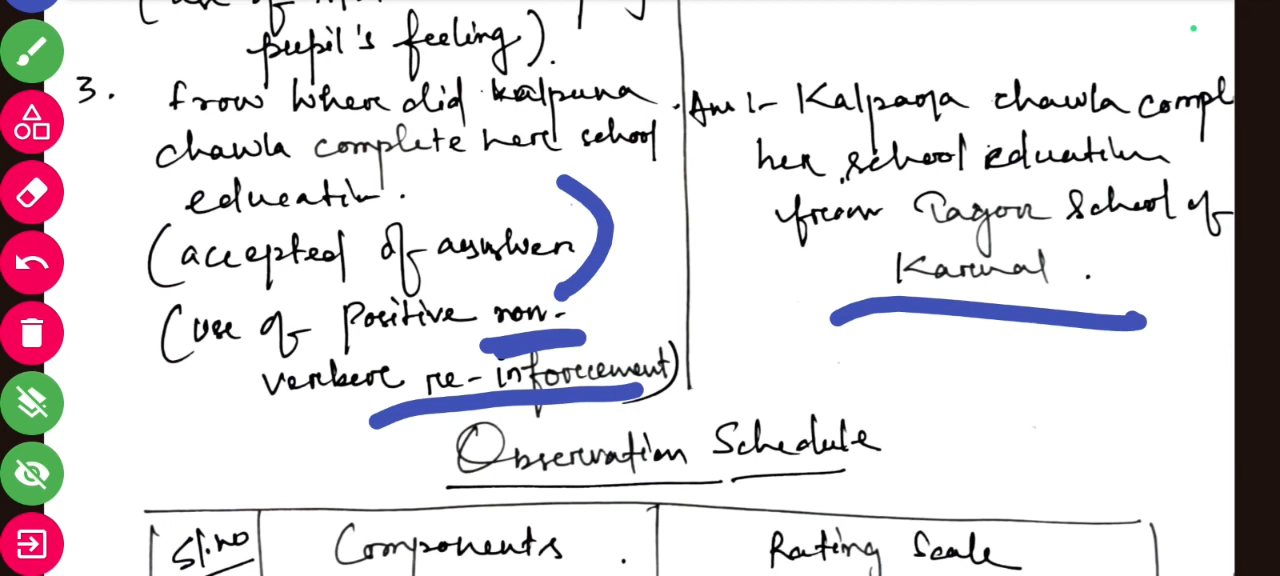 pupil's feeling).
3. from where did kalpuna
chawla complete here school
education.
(accepted of answer
(use of Positive non-
verbere re-inforcement)
Ans:- Kalpana chawla compl
her school education
from Tagore School of
Karnal.
Observation Schedule
Sl.no Components. Rating Scale